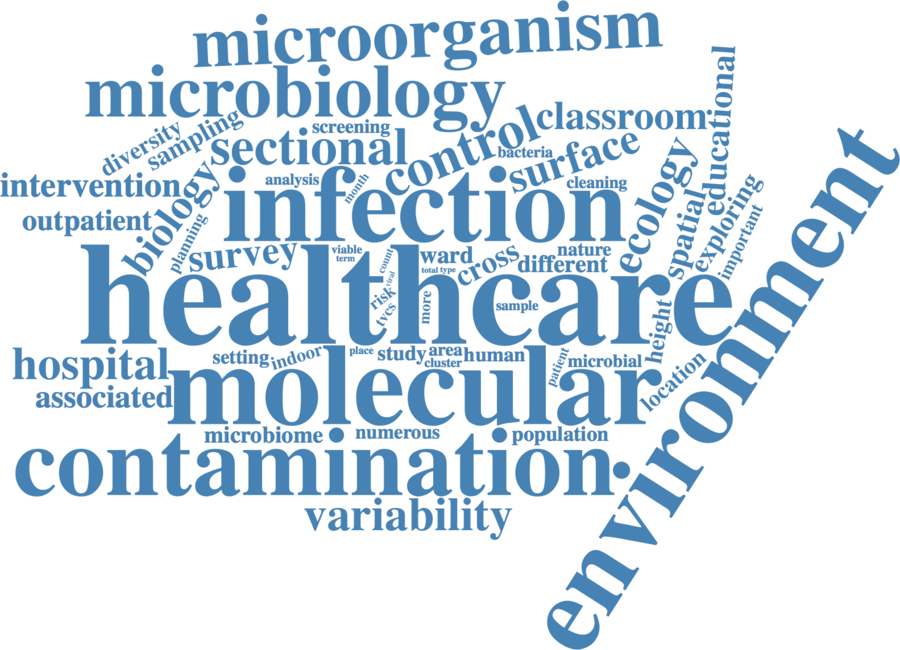 microorganism
microbiology
classroom
educational
diversity
sampling
screening
control
sectional
bacteria
surface
ecology
intervention
biology
analysis
month
infection
cleaning
spatial
exploring
important
environment
outpatient
planning
survey
viable
term
count
viral
ward
total type
cross
nature
different
healthcare
risk
tvcs
more
sample
height
hospital
setting
indoor
place
study
area
cluster
human
patient
microbial
location
associated
molecular
microbiome
numerous
population
contamination.
variability